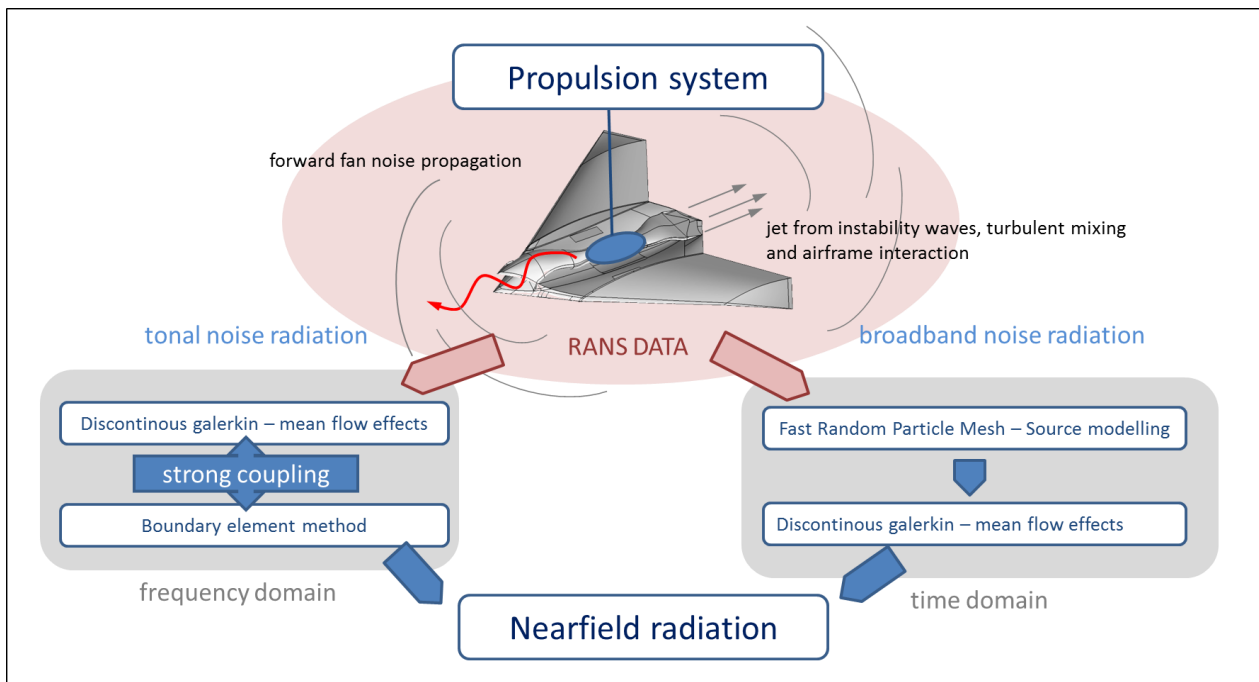 Propulsion system
forward fan noise propagation
jet from instability waves, turbulent mixing
and airframe interaction
tonal noise radiation
RANS DATA
broadband noise radiation
Discontinous galerkin – mean flow effects
strong coupling
Boundary element method
frequency domain
Fast Random Particle Mesh – Source modelling
Discontinous galerkin – mean flow effects
time domain
Nearfield radiation